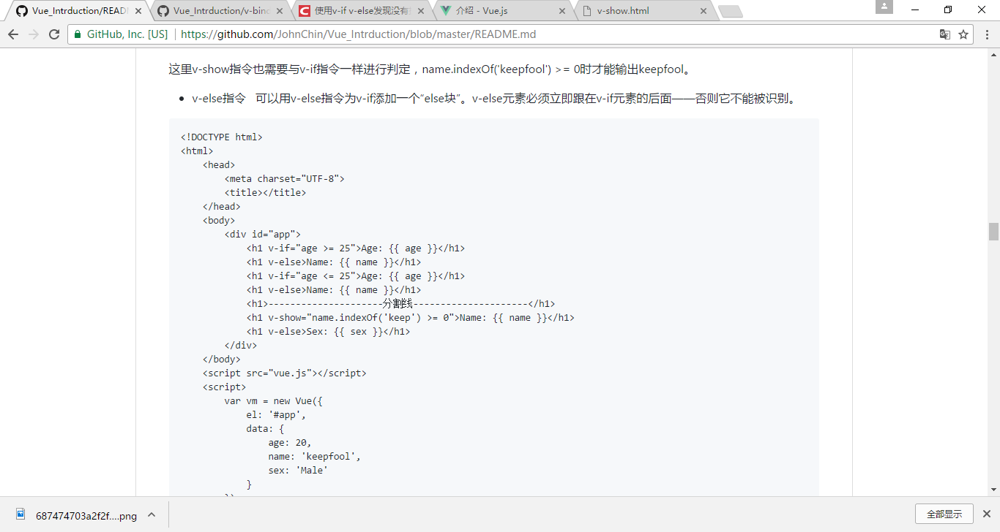 Vue_Intrduction/READ
Vue_Intrduction/v-bind
使用v-if v-else发现没有
介绍 - Vue.js
v-show.html
GitHub, Inc. [US] https://github.com/JohnChin/Vue_Intrduction/blob/master/README.md
这里v-show指令也需要与v-if指令一样进行判定，name.indexOf('keepfool') >= 0时才能输出keepfool。
• v-else指令 可以用v-else指令为v-if添加一个“else块”。v-else元素必须立即跟在v-if元素的后面——否则它不能被识别。
<!DOCTYPE html>
<html>
    <head>
        <meta charset="UTF-8">
        <title></title>
    </head>
    <body>
        <div id="app">
            <h1 v-if="age >= 25">Age: {{ age }}</h1>
            <h1 v-else>Name: {{ name }}</h1>
            <h1 v-if="age <= 25">Age: {{ age }}</h1>
            <h1 v-else>Name: {{ name }}</h1>
            <h1>---------------------分割线---------------------</h1>
            <h1 v-show="name.indexOf('keep') >= 0">Name: {{ name }}</h1>
            <h1 v-else>Sex: {{ sex }}</h1>
        </div>
    </body>
    <script src="vue.js"></script>
    <script>
        var vm = new Vue({
            el: '#app',
            data: {
                age: 20,
                name: 'keepfool',
                sex: 'Male'
            }
687474703a2f2f....png
全部显示